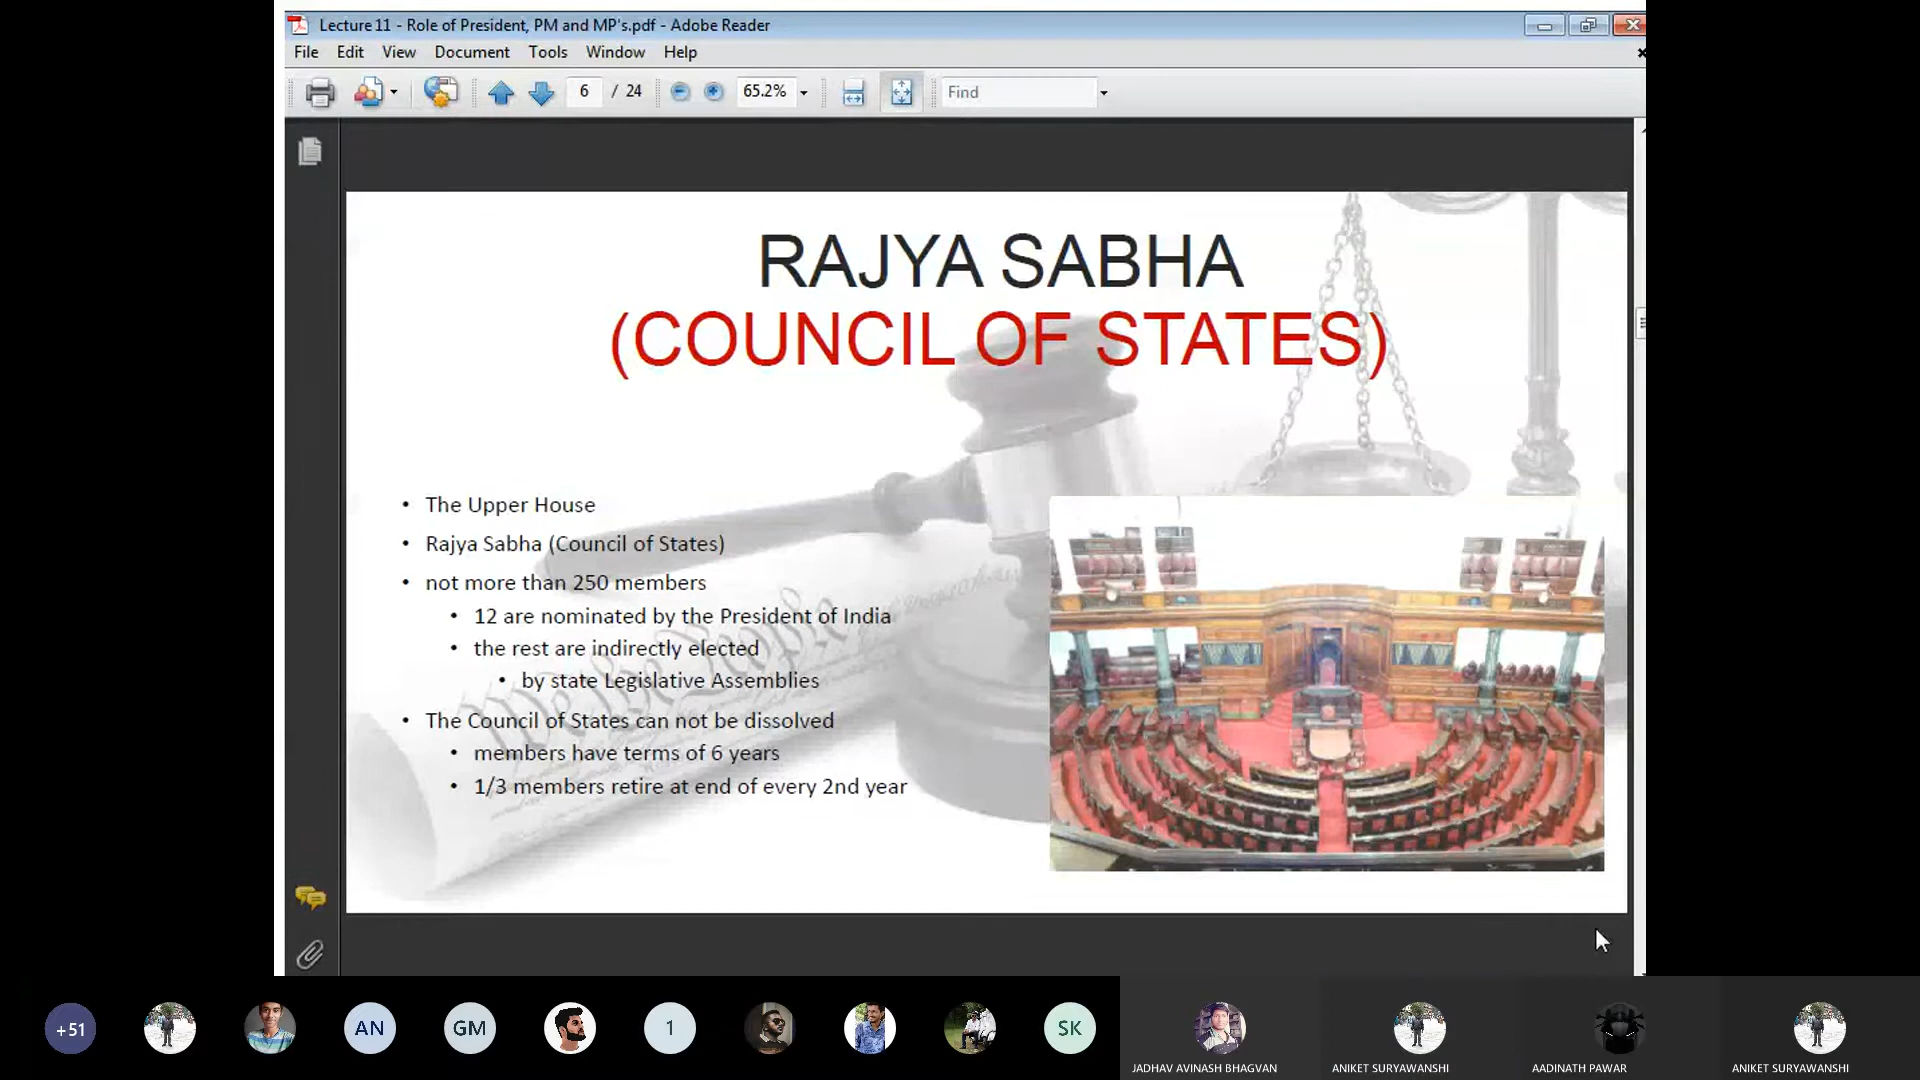 Lecture 11 - Role of President, PM and MP's.pdf - Adobe Reader
File Edit View Document Tools Window Help
6 / 24 65.2% Find
RAJYA SABHA
(COUNCIL OF STATES)
• The Upper House
• Rajya Sabha (Council of States)
• not more than 250 members
• 12 are nominated by the President of India
• the rest are indirectly elected
• by state Legislative Assemblies
• The Council of States can not be dissolved
• members have terms of 6 years
• 1/3 members retire at end of every 2nd year
We the People
+51 AN GM 1 SK
JADHAV AVINASH BHAGVAN ANIKET SURYAWANSHI AADINATH PAWAR ANIKET SURYAWANSHI